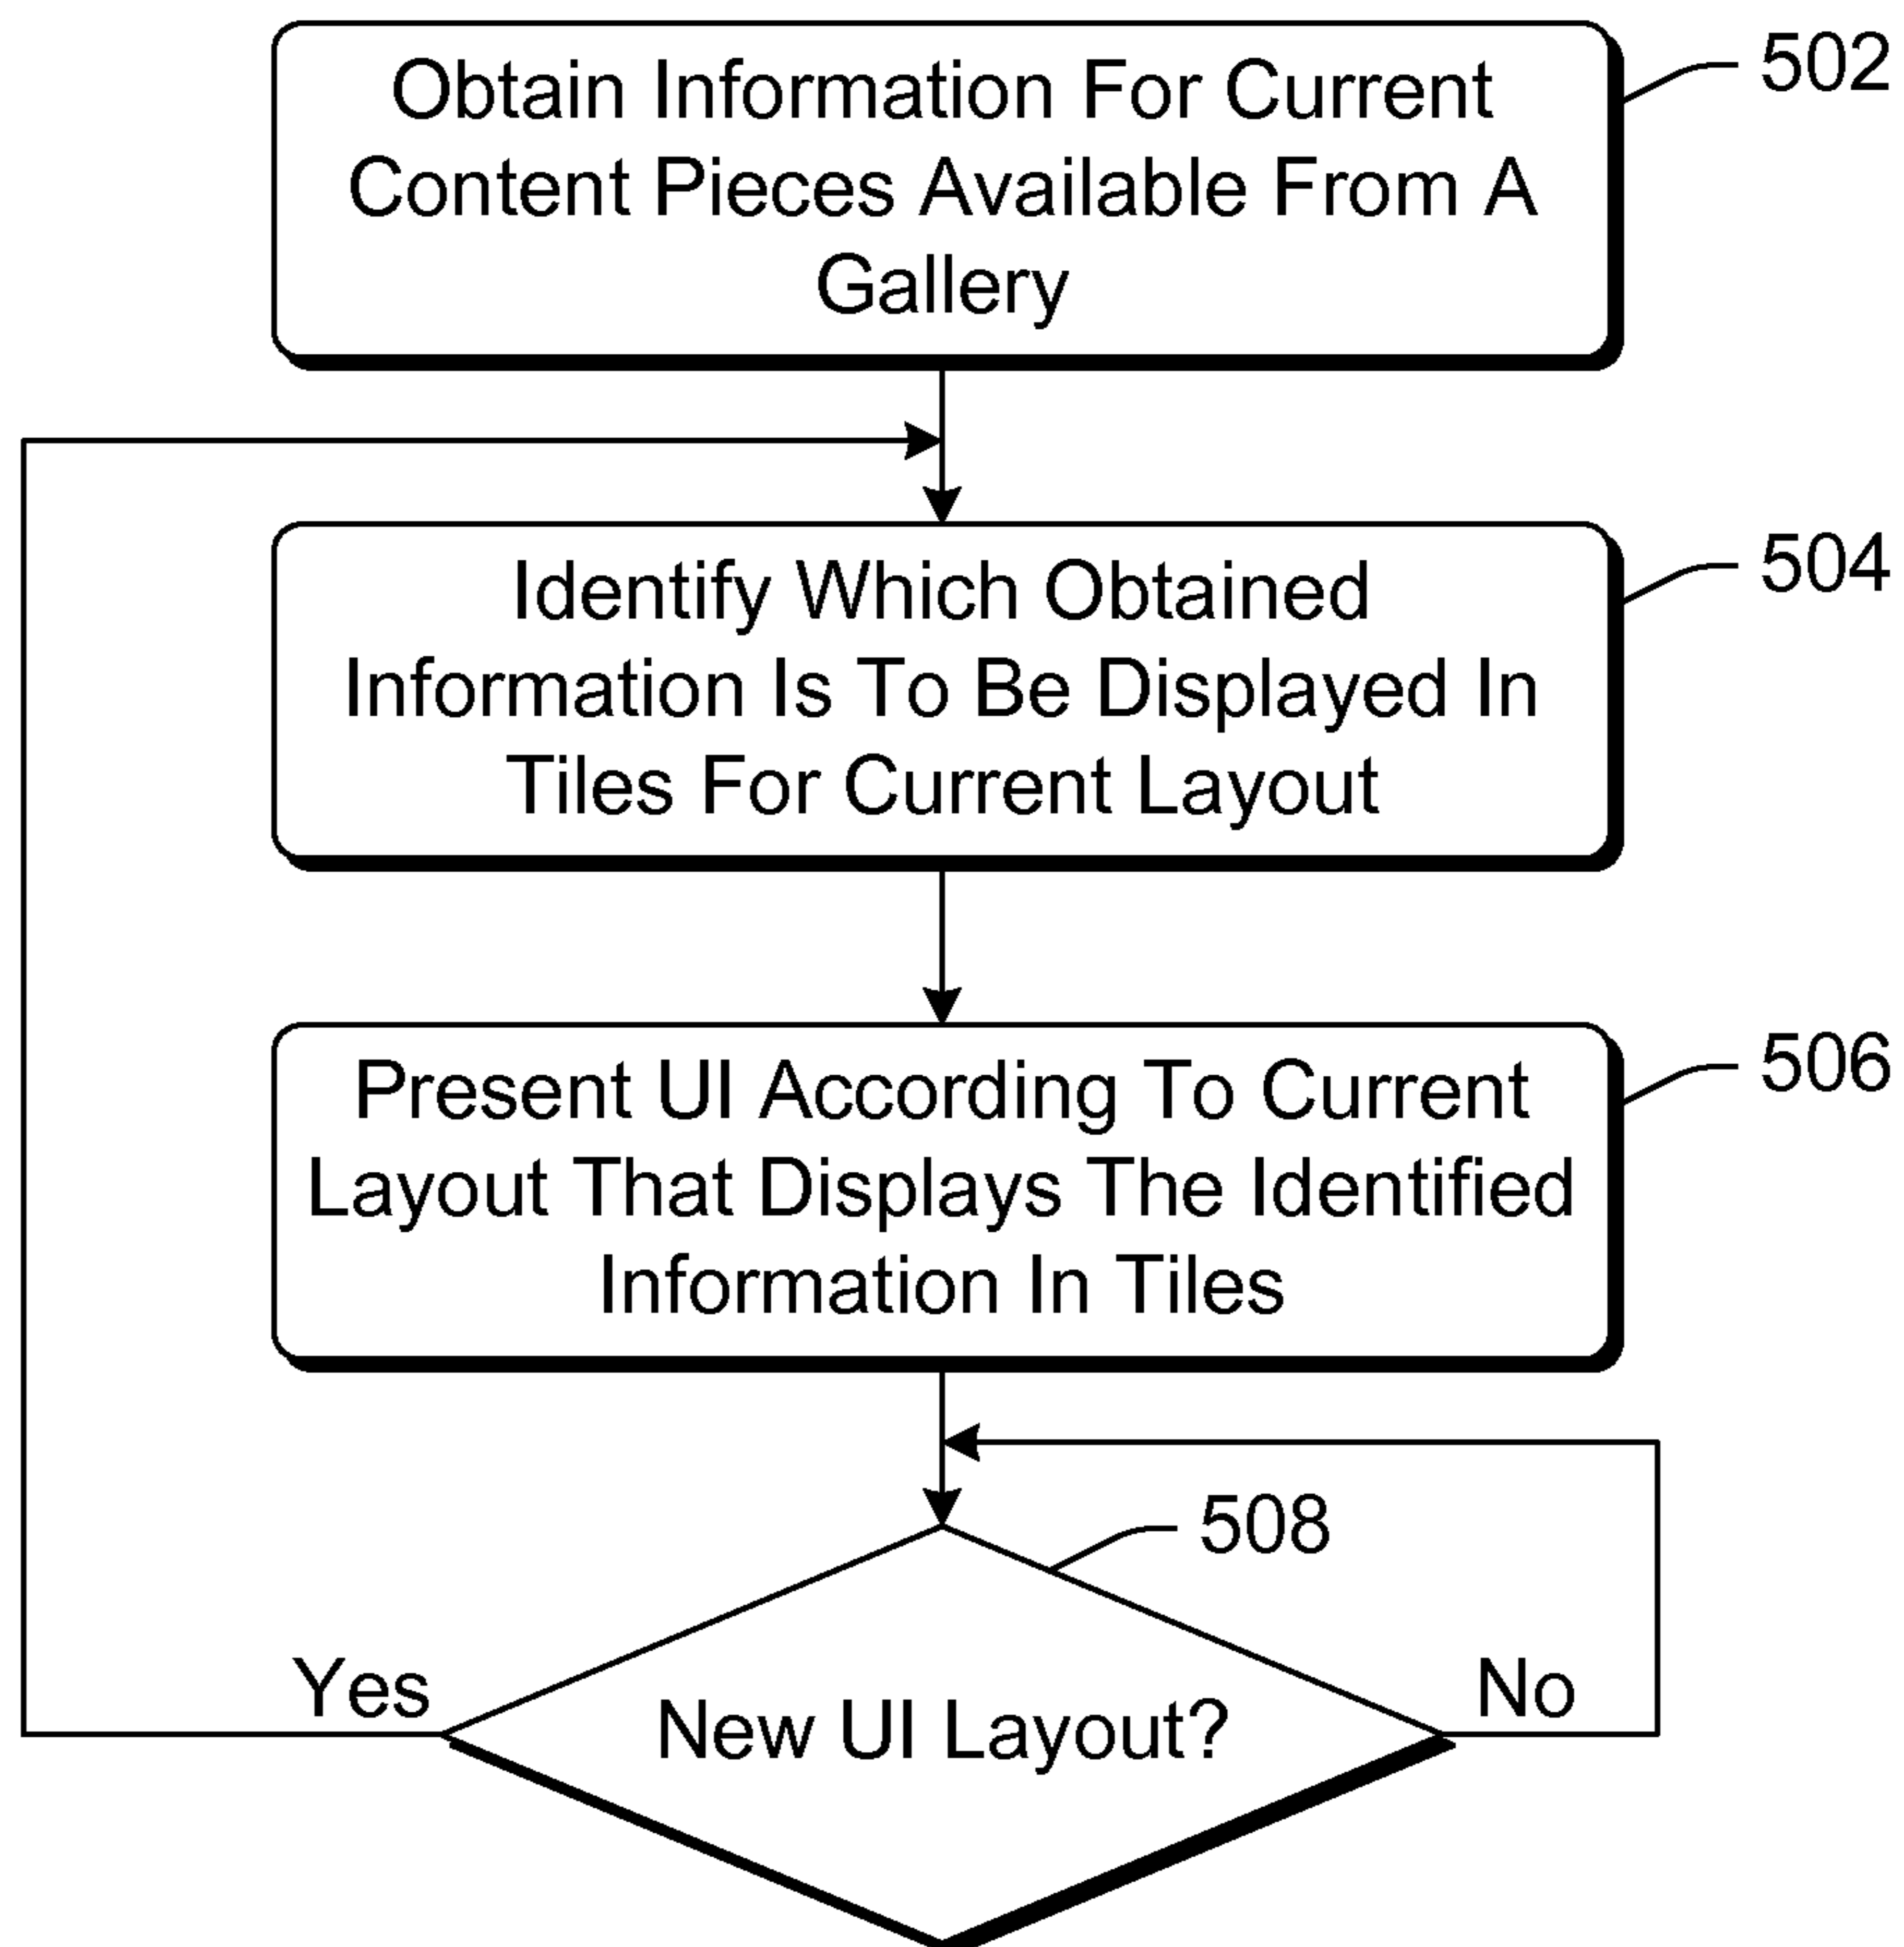 Obtain Information For Current
Content Pieces Available From A
Gallery
502
Identify Which Obtained
Information Is To Be Displayed In
Tiles For Current Layout
504
Present UI According To Current
Layout That Displays The Identified
Information In Tiles
506
508
Yes
No
New UI Layout?